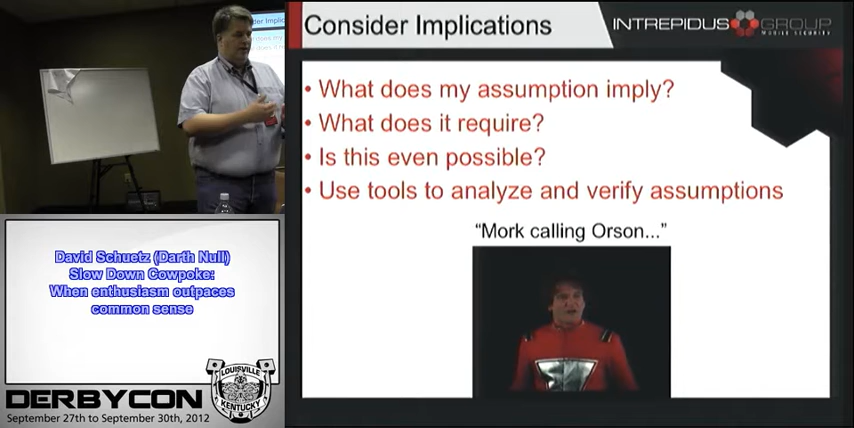 Consider Implications
INTREPIDUS GROUP
MOBILE SECURITY
• What does my assumption imply?
• What does it require?
• Is this even possible?
• Use tools to analyze and verify assumptions
“Mork calling Orson...”
David Schuetz (Darth Null)
Slow Down Cowpoke:
When enthusiasm outpaces
common sense
LOUISVILLE
KENTUCKY
DERBYCON
September 27th to September 30th, 2012